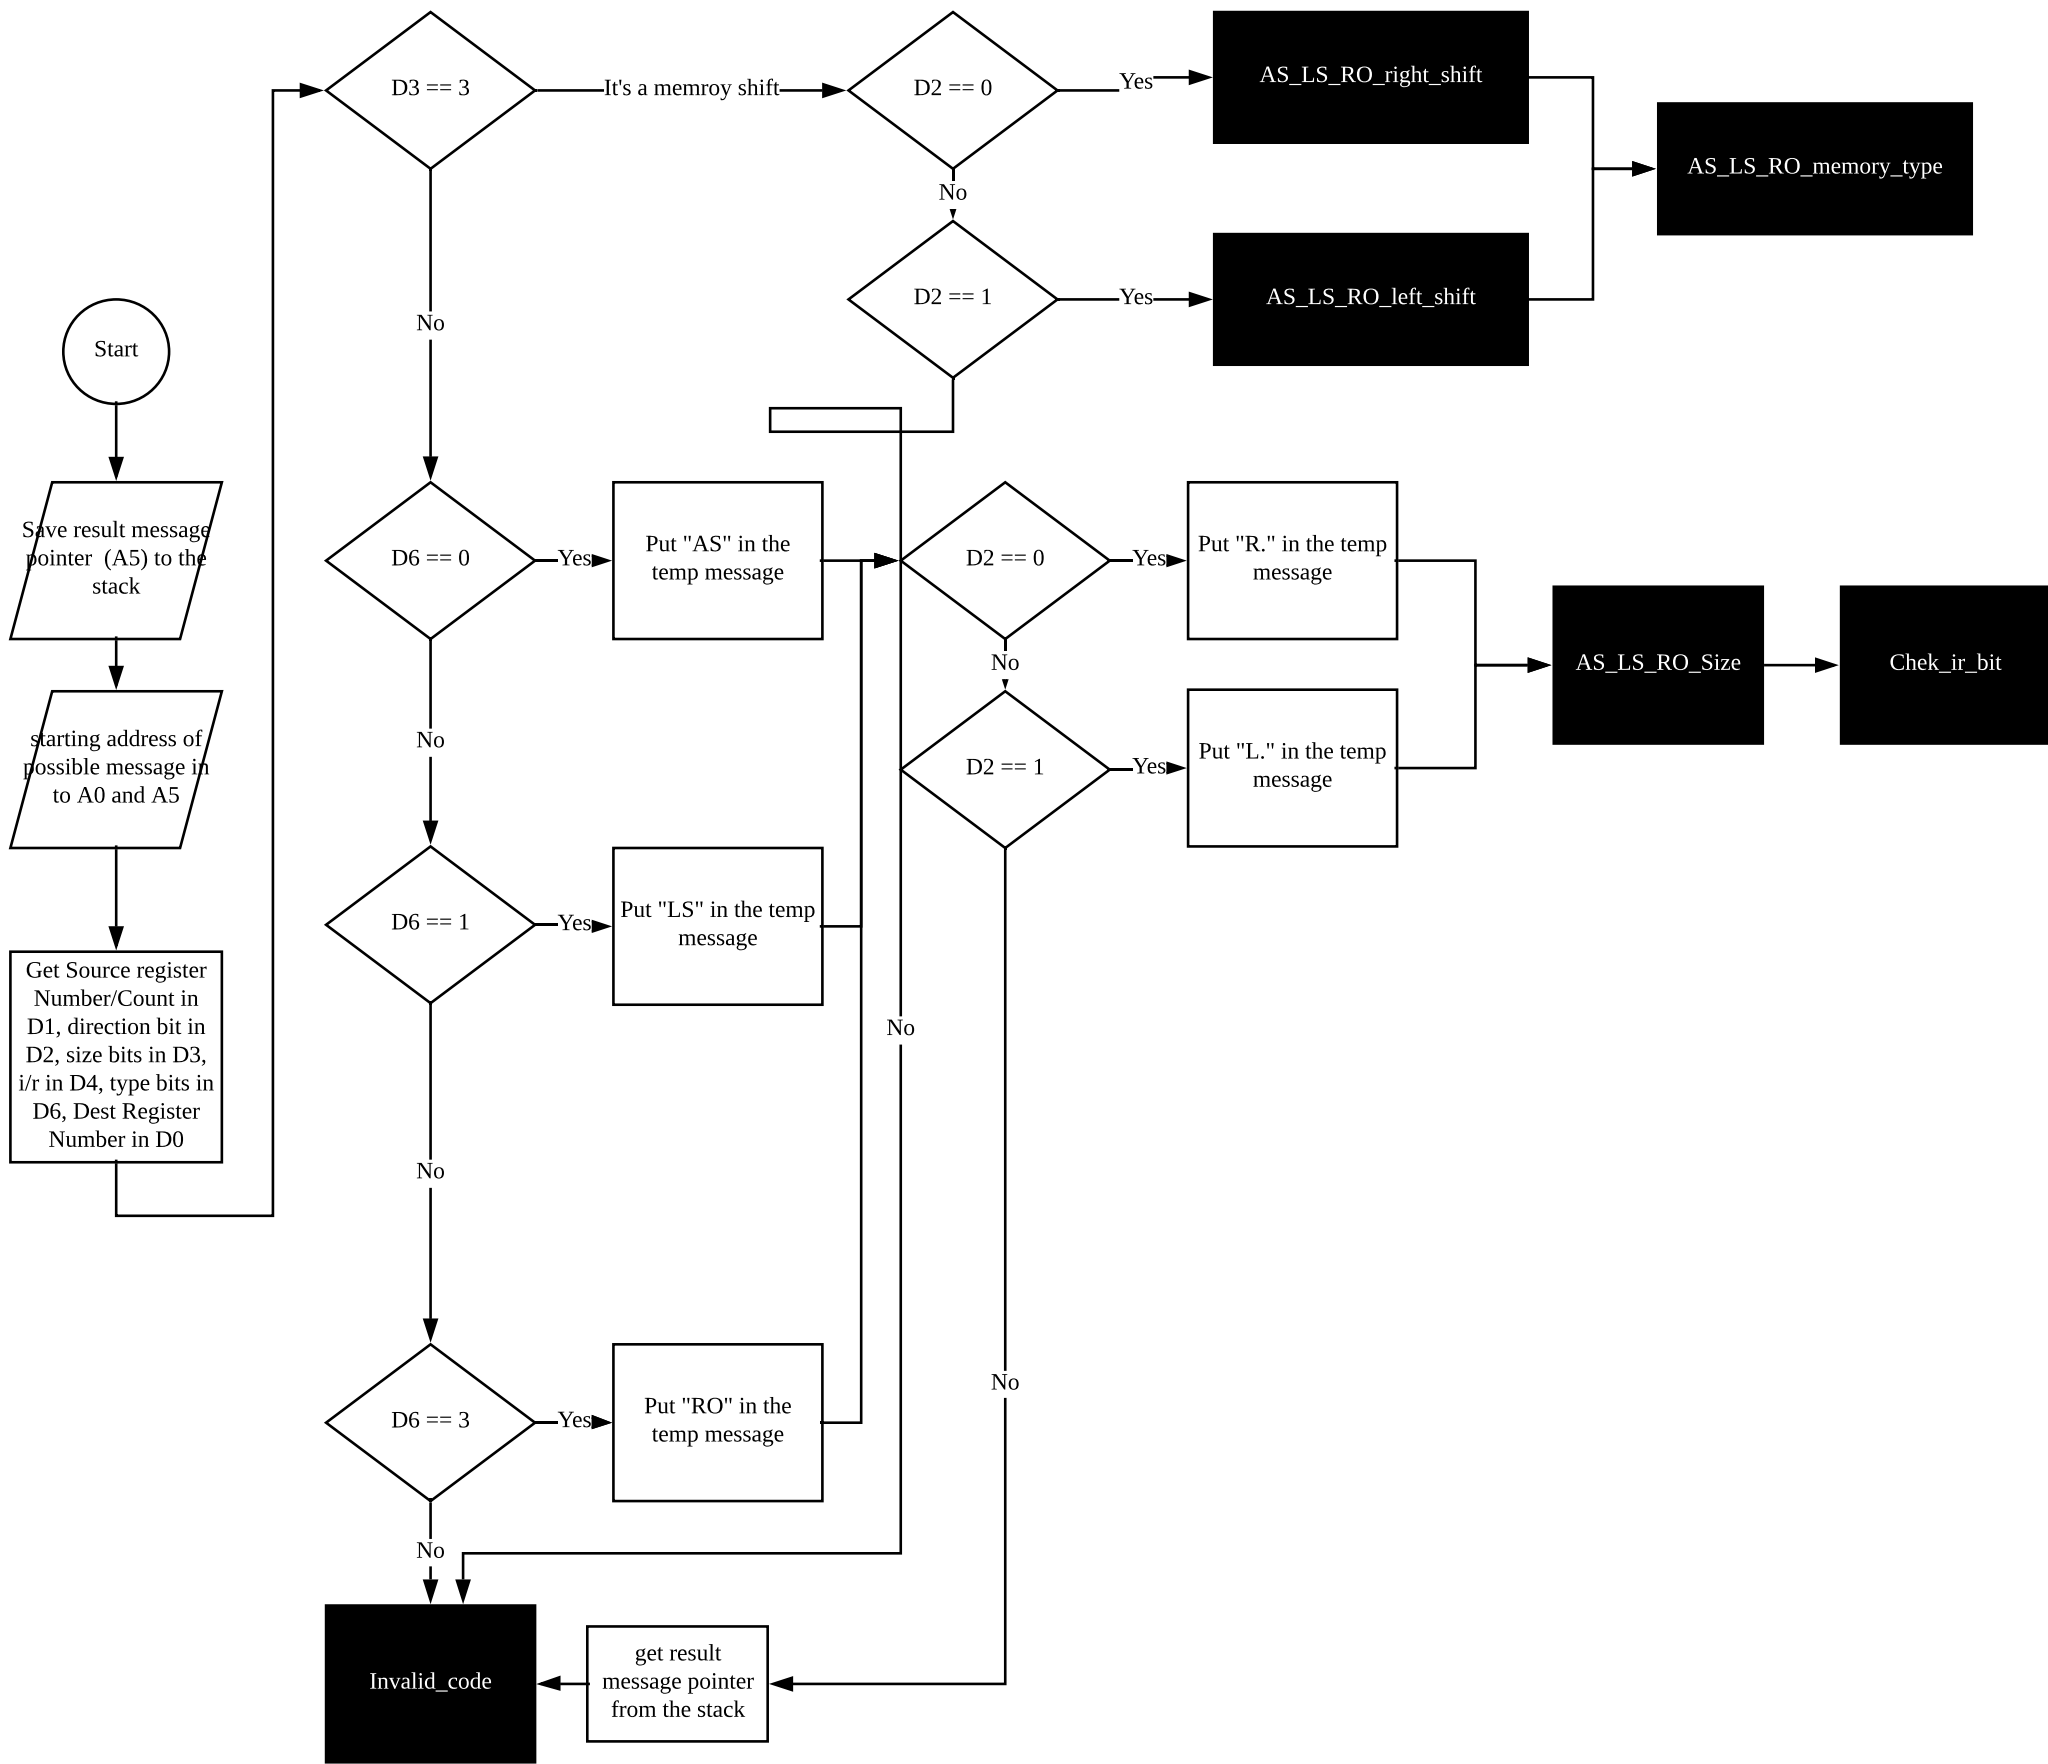 D3 == 3
It's a memroy shift
D2 == 0
Yes
AS_LS_RO_right_shift
AS_LS_RO_memory_type
No
D2 == 1
Yes
AS_LS_RO_left_shift
No
Start
Save result message
pointer  (A5) to the
stack
D6 == 0
Yes
Put "AS" in the
temp message
D2 == 0
Yes
Put "R." in the temp
message
No
AS_LS_RO_Size
Chek_ir_bit
starting address of
possible message in
to A0 and A5
No
D2 == 1
Yes
Put "L." in the temp
message
D6 == 1
Yes
Put "LS" in the temp
message
Get Source register
Number/Count in
D1, direction bit in
D2, size bits in D3,
i/r in D4, type bits in
D6, Dest Register
Number in D0
No
No
No
D6 == 3
Yes
Put "RO" in the
temp message
No
Invalid_code
get result
message pointer
from the stack